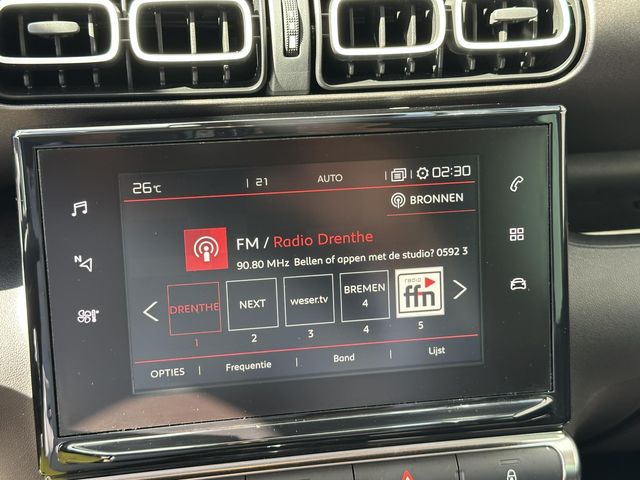 26°C | 21 AUTO 02:30
BRONNEN
FM / Radio Drenthe
90.80 MHz Bellen of appen met de studio? 0592 3
DRENTHE NEXT weser.tv BREMEN 4 radio ffn
1 2 3 4 5
OPTIES | Frequentie | Band | Lijst
N